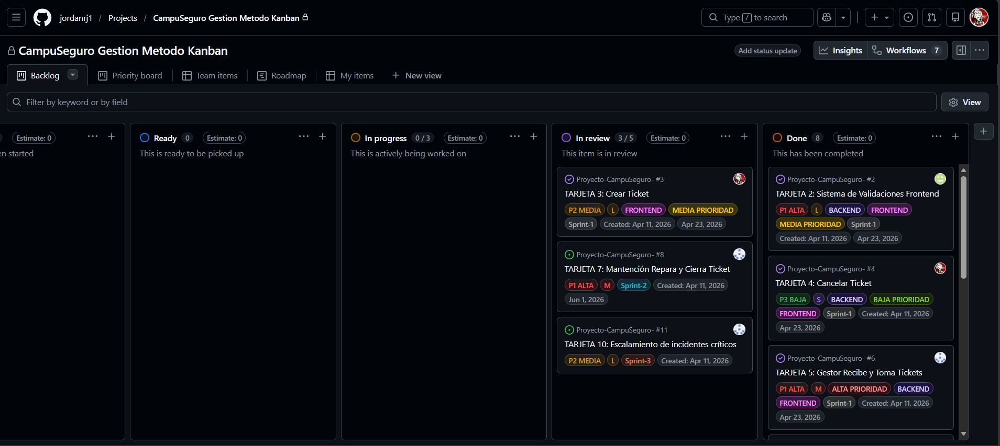 jordanrj1 / Projects / CampuSeguro Gestion Metodo Kanban
Type / to search
CampuSeguro Gestion Metodo Kanban
Add status update
Insights
Workflows 7
Backlog
Priority board
Team items
Roadmap
My items
New view
Filter by keyword or by field
View
Estimate: 0
en started
Ready 0 Estimate: 0
This is ready to be picked up
In progress 0 / 3 Estimate: 0
This is actively being worked on
In review 3 / 5 Estimate: 0
This item is in review
Proyecto-CampuSeguro- #3
TARJETA 3: Crear Ticket
P2 MEDIA L FRONTEND MEDIA PRIORIDAD
Sprint-1 Created: Apr 11, 2026 Apr 23, 2026
Proyecto-CampuSeguro- #8
TARJETA 7: Mantención Repara y Cierra Ticket
P1 ALTA M Sprint-2 Created: Apr 11, 2026
Jun 1, 2026
Proyecto-CampuSeguro- #11
TARJETA 10: Escalamiento de incidentes críticos
P2 MEDIA L Sprint-3 Created: Apr 11, 2026
Done 8 Estimate: 0
This has been completed
Proyecto-CampuSeguro- #2
TARJETA 2: Sistema de Validaciones Frontend
P1 ALTA L BACKEND FRONTEND
MEDIA PRIORIDAD Sprint-1
Created: Apr 11, 2026 Apr 23, 2026
Proyecto-CampuSeguro- #4
TARJETA 4: Cancelar Ticket
P3 BAJA S BACKEND BAJA PRIORIDAD
FRONTEND Sprint-1 Created: Apr 11, 2026
Apr 23, 2026
Proyecto-CampuSeguro- #6
TARJETA 5: Gestor Recibe y Toma Tickets
P1 ALTA M ALTA PRIORIDAD BACKEND
FRONTEND Sprint-1 Created: Apr 11, 2026
Apr 23, 2026